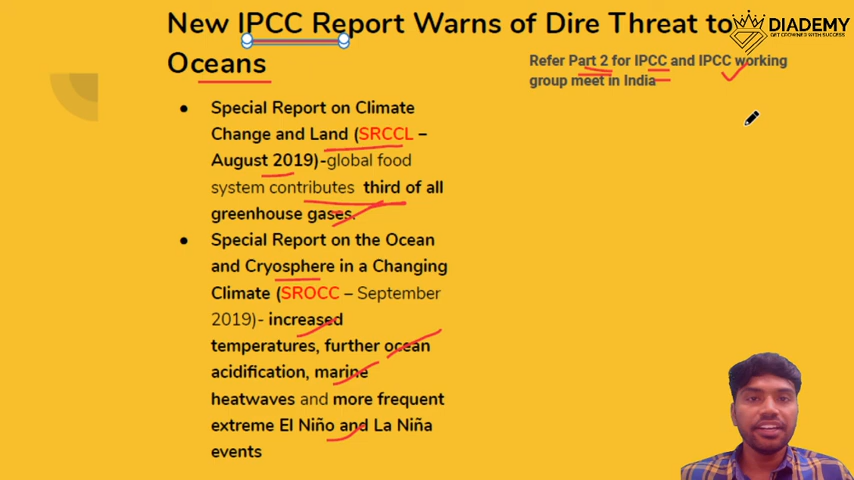 New IPCC Report Warns of Dire Threat to
Oceans
DIADEMY
GET CROWNED WITH SUCCESS
Refer Part 2 for IPCC and IPCC working
group meet in India
● Special Report on Climate
Change and Land (SRCCL –
August 2019)-global food
system contributes third of all
greenhouse gases.
● Special Report on the Ocean
and Cryosphere in a Changing
Climate (SROCC – September
2019)- increased
temperatures, further ocean
acidification, marine
heatwaves and more frequent
extreme El Niño and La Niña
events